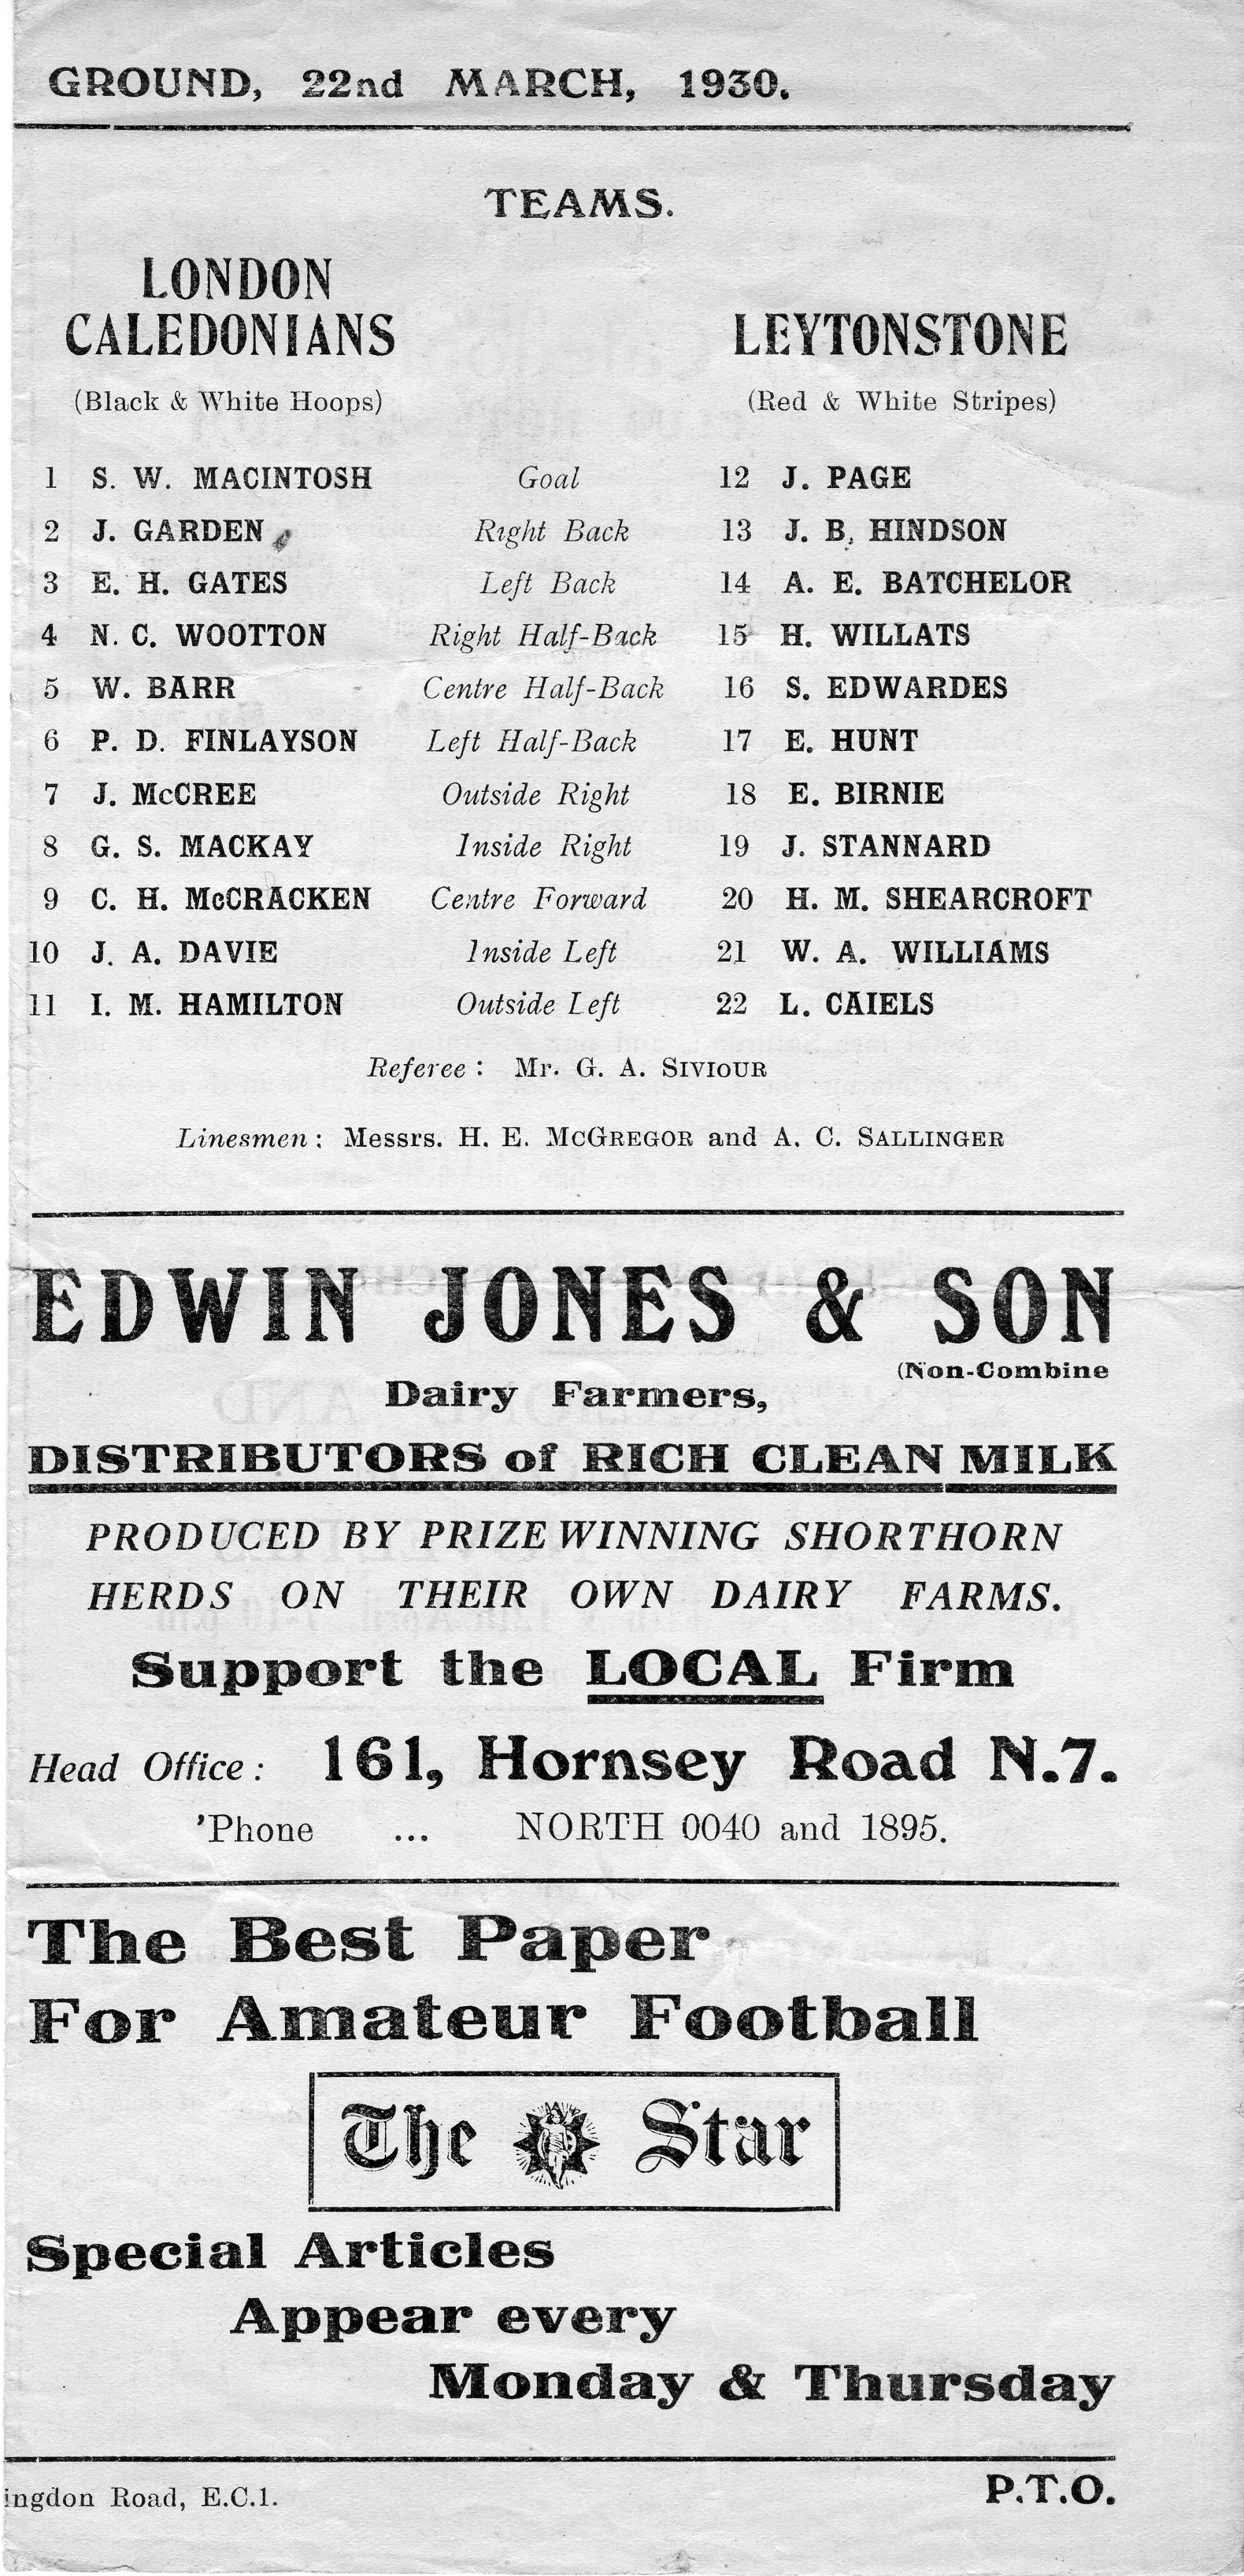 GROUND, 22nd MARCH, 1930.
TEAMS.
LONDON
CALEDONIANS
LEYTONSTONE
(Black & White Hoops)
(Red & White Stripes)
1 S. W. MACINTOSH Goal 12 J. PAGE
2 J. GARDEN Right Back 13 J. B. HINDSON
3 E. H. GATES Left Back 14 A. E. BATCHELOR
4 N. C. WOOTTON Right Half-Back 15 H. WILLATS
5 W. BARR Centre Half-Back 16 S. EDWARDES
6 P. D. FINLAYSON Left Half-Back 17 E. HUNT
7 J. McCREE Outside Right 18 E. BIRNIE
8 G. S. MACKAY Inside Right 19 J. STANNARD
9 C. H. McCRACKEN Centre Forward 20 H. M. SHEARCROFT
10 J. A. DAVIE Inside Left 21 W. A. WILLIAMS
11 I. M. HAMILTON Outside Left 22 L. CAIELS
Referee : Mr. G. A. SIVIOUR
Linesmen : Messrs. H. E. McGREGOR and A. C. SALLINGER
EDWIN JONES & SON
(Non-Combine
Dairy Farmers,
DISTRIBUTORS of RICH CLEAN MILK
PRODUCED BY PRIZE WINNING SHORTHORN
HERDS ON THEIR OWN DAIRY FARMS.
Support the LOCAL Firm
Head Office : 161, Hornsey Road N.7.
'Phone ... NORTH 0040 and 1895.
The Best Paper
For Amateur Football
The Star
Special Articles
Appear every
Monday & Thursday
ingdon Road, E.C.1.
P.T.O.